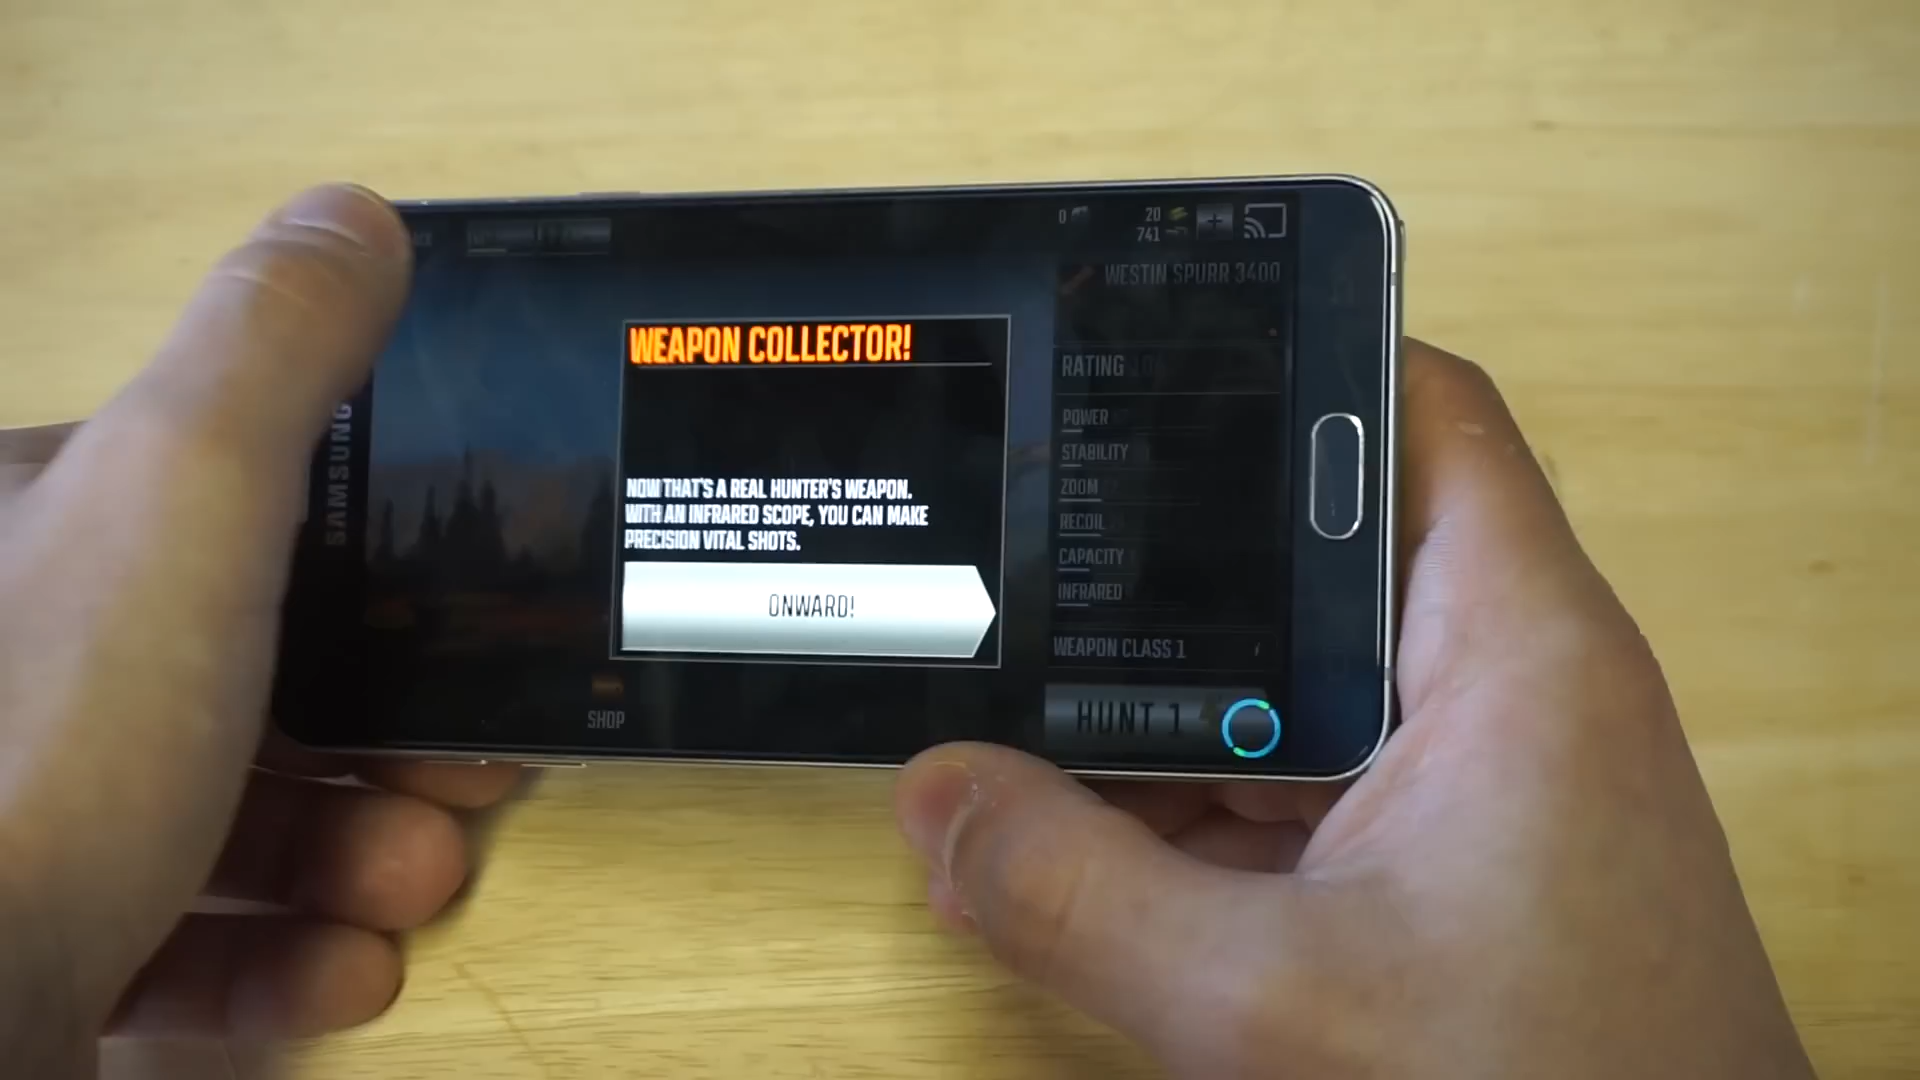 0
20
741
WESTIN SPURR 3400
WEAPON COLLECTOR!
RATING
POWER
STABILITY
NOW THAT'S A REAL HUNTER'S WEAPON.
WITH AN INFRARED SCOPE, YOU CAN MAKE
PRECISION VITAL SHOTS.
ZOOM
RECOIL
CAPACITY
INFRARED
ONWARD!
WEAPON CLASS 1
SHOP
HUNT 1
SAMSUNG